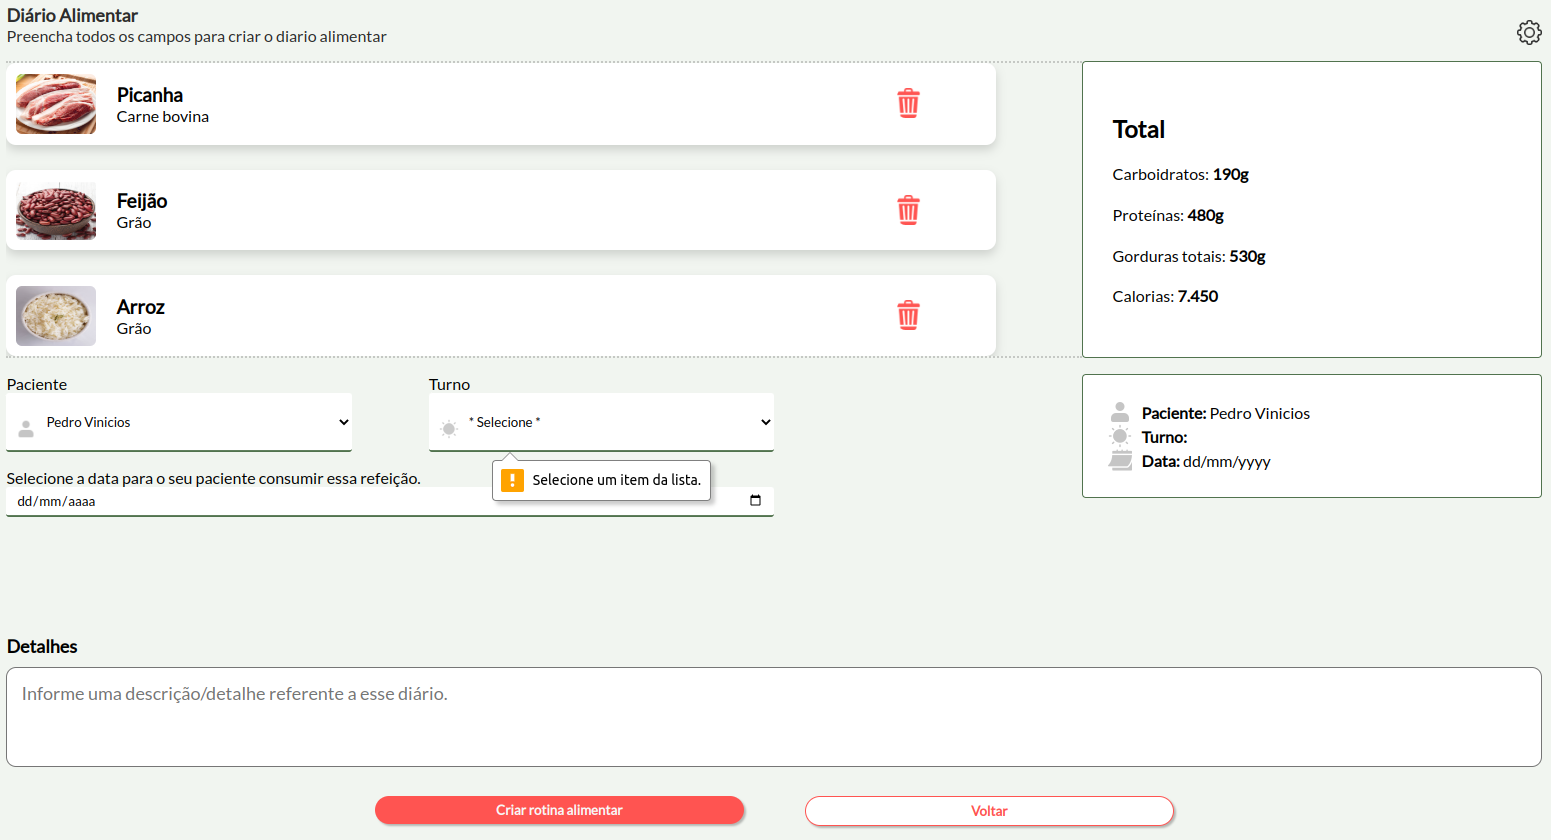 Diário Alimentar
Preencha todos os campos para criar o diario alimentar
Picanha
Carne bovina
Feijão
Grão
Arroz
Grão
Total
Carboidratos: 190g
Proteínas: 480g
Gorduras totais: 530g
Calorias: 7.450
Paciente
Pedro Vinicios
Turno
* Selecione *
Selecione um item da lista.
Selecione a data para o seu paciente consumir essa refeição.
dd/mm/aaaa
Paciente: Pedro Vinicios
Turno:
Data: dd/mm/yyyy
Detalhes
Informe uma descrição/detalhe referente a esse diário.
Criar rotina alimentar
Voltar